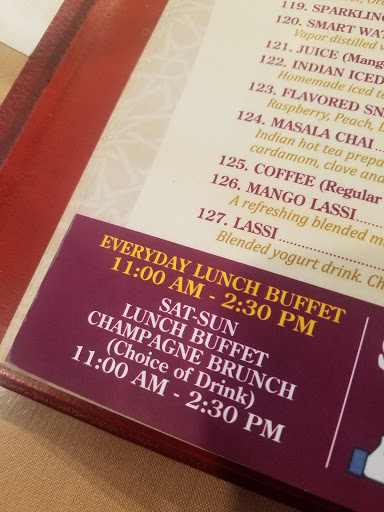 119. SPARKLING
120. SMART WAT
Vapor distilled v
121. JUICE (Mang
122. INDIAN ICED
Homemade iced t
123. FLAVORED SN
Raspberry, Peach,
124. MASALA CHAI
Indian hot tea prepa
cardamom, clove and
125. COFFEE (Regular
126. MANGO LASSI
A refreshing blended m
127. LASSI
Blended yogurt drink. Ch
EVERYDAY LUNCH BUFFET
11:00 AM - 2:30 PM
SAT-SUN
LUNCH BUFFET
CHAMPAGNE BRUNCH
(Choice of Drink)
11:00 AM - 2:30 PM